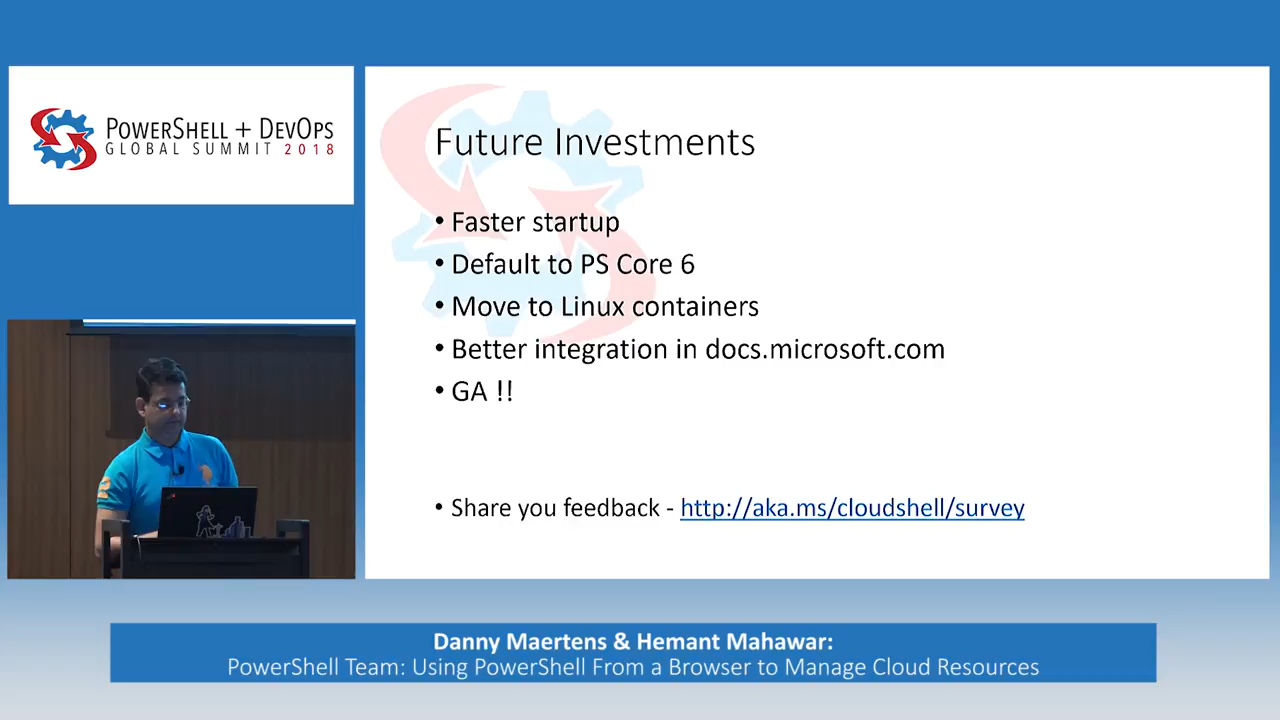 POWERSHELL + DEVOPS
GLOBAL SUMMIT 2018
Future Investments
• Faster startup
• Default to PS Core 6
• Move to Linux containers
• Better integration in docs.microsoft.com
• GA !!
• Share you feedback - http://aka.ms/cloudshell/survey
Danny Maertens & Hemant Mahawar:
PowerShell Team: Using PowerShell From a Browser to Manage Cloud Resources